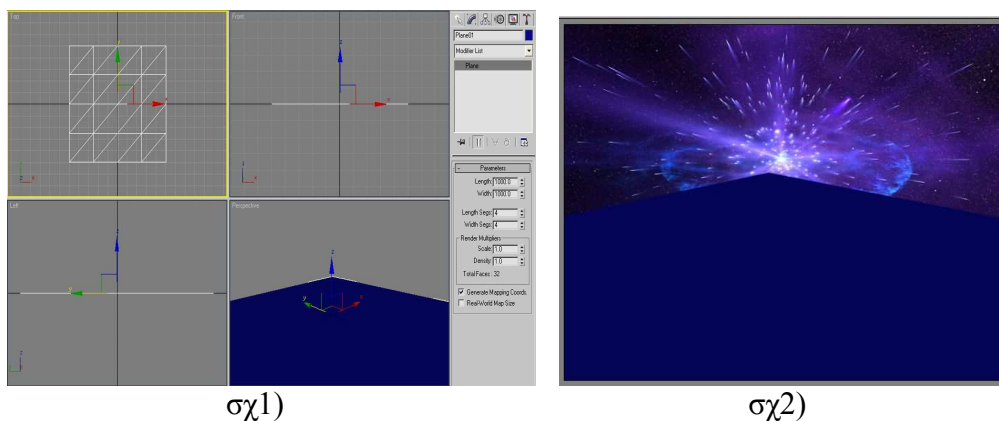 Top
Front
Left
Perspective
Plane01
Modifier List
Plane
Parameters
Length: 1000.0
Width: 1000.0
Length Segs: 4
Width Segs: 4
Render Multipliers
Scale: 1.0
Density: 1.0
Total Faces : 32
Generate Mapping Coords.
Real-World Map Size
z
y
x
σχ1)
σχ2)